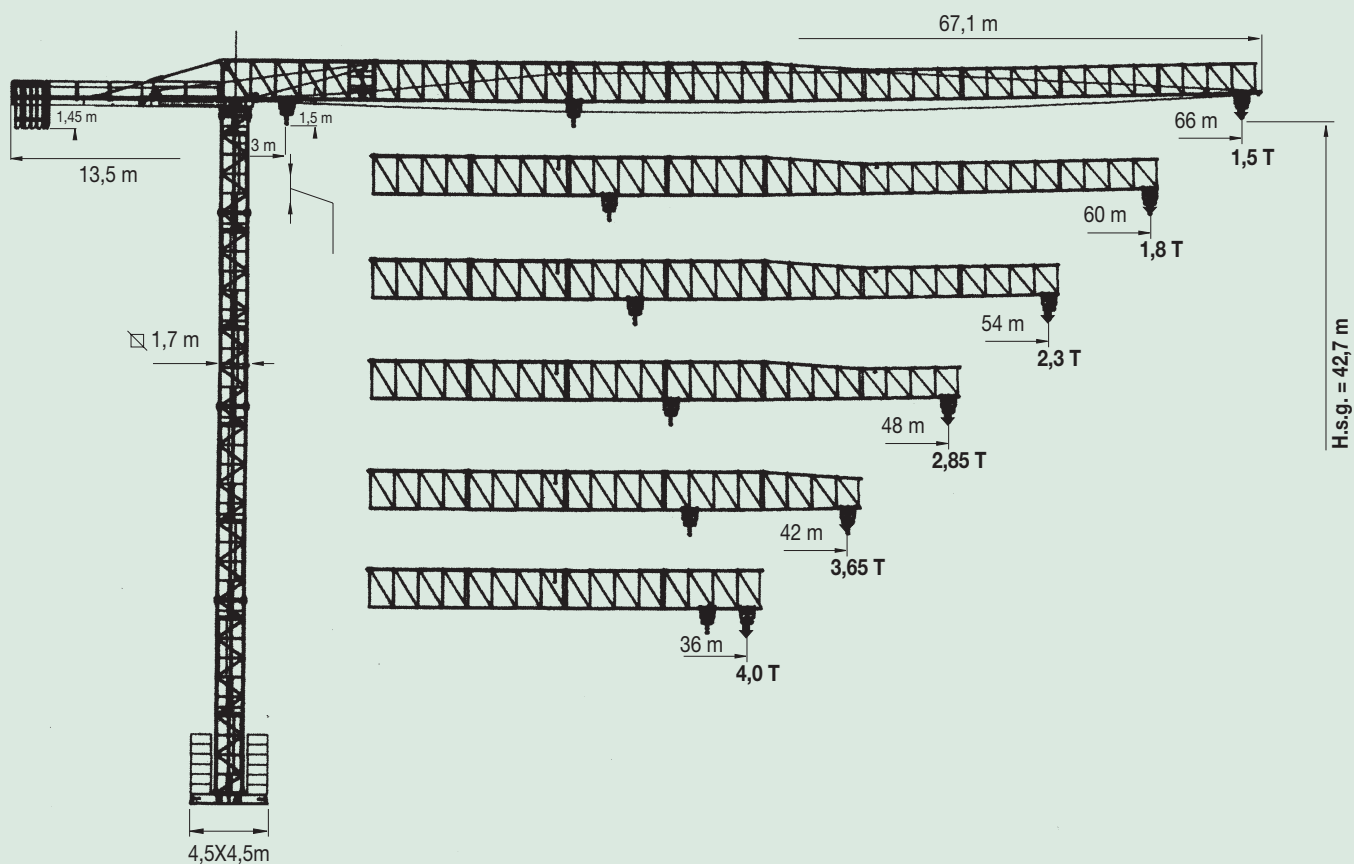 67,1 m
1,45 m
1,5 m
3 m
13,5 m
66 m
1,5 T
60 m
1,8 T
54 m
2,3 T
1,7 m
48 m
2,85 T
H.s.g. = 42,7 m
42 m
3,65 T
36 m
4,0 T
4,5X4,5m